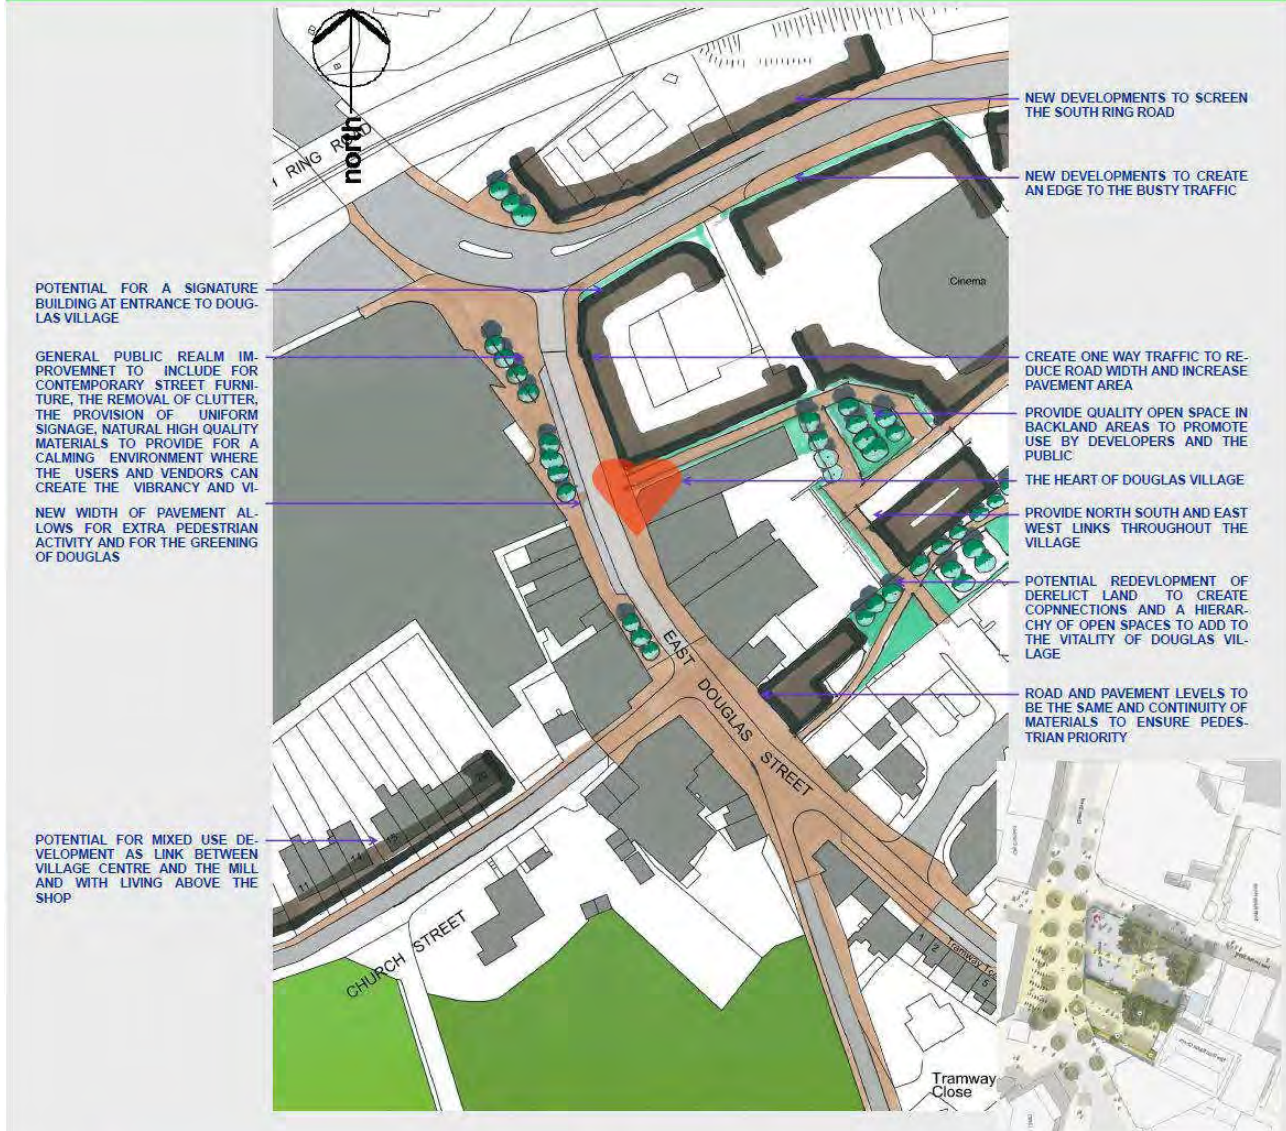 north
RING ROAD
NEW DEVELOPMENTS TO SCREEN
THE SOUTH RING ROAD
NEW DEVELOPMENTS TO CREATE
AN EDGE TO THE BUSTY TRAFFIC
Cinema
POTENTIAL FOR A SIGNATURE
BUILDING AT ENTRANCE TO DOUG-
LAS VILLAGE
GENERAL PUBLIC REALM IM-
PROVEMNET TO INCLUDE FOR
CONTEMPORARY STREET FURNI-
TURE, THE REMOVAL OF CLUTTER,
THE PROVISION OF UNIFORM
SIGNAGE, NATURAL HIGH QUALITY
MATERIALS TO PROVIDE FOR A
CALMING ENVIRONMENT WHERE
THE USERS AND VENDORS CAN
CREATE THE VIBRANCY AND VI-
NEW WIDTH OF PAVEMENT AL-
LOWS FOR EXTRA PEDESTRIAN
ACTIVITY AND FOR THE GREENING
OF DOUGLAS
CREATE ONE WAY TRAFFIC TO RE-
DUCE ROAD WIDTH AND INCREASE
PAVEMENT AREA
PROVIDE QUALITY OPEN SPACE IN
BACKLAND AREAS TO PROMOTE
USE BY DEVELOPERS AND THE
PUBLIC
THE HEART OF DOUGLAS VILLAGE
PROVIDE NORTH SOUTH AND EAST
WEST LINKS THROUGHOUT THE
VILLAGE
POTENTIAL REDEVLOPMENT OF
DERELICT LAND TO CREATE
COPNNECTIONS AND A HIERAR-
CHY OF OPEN SPACES TO ADD TO
THE VITALITY OF DOUGLAS VIL-
LAGE
ROAD AND PAVEMENT LEVELS TO
BE THE SAME AND CONTINUITY OF
MATERIALS TO ENSURE PEDES-
TRIAN PRIORITY
EAST DOUGLAS STREET
POTENTIAL FOR MIXED USE DE-
VELOPMENT AS LINK BETWEEN
VILLAGE CENTRE AND THE MILL
AND WITH LIVING ABOVE THE
SHOP
11
14
20
CHURCH STREET
1
2
5
Tramway
Tramway
Close